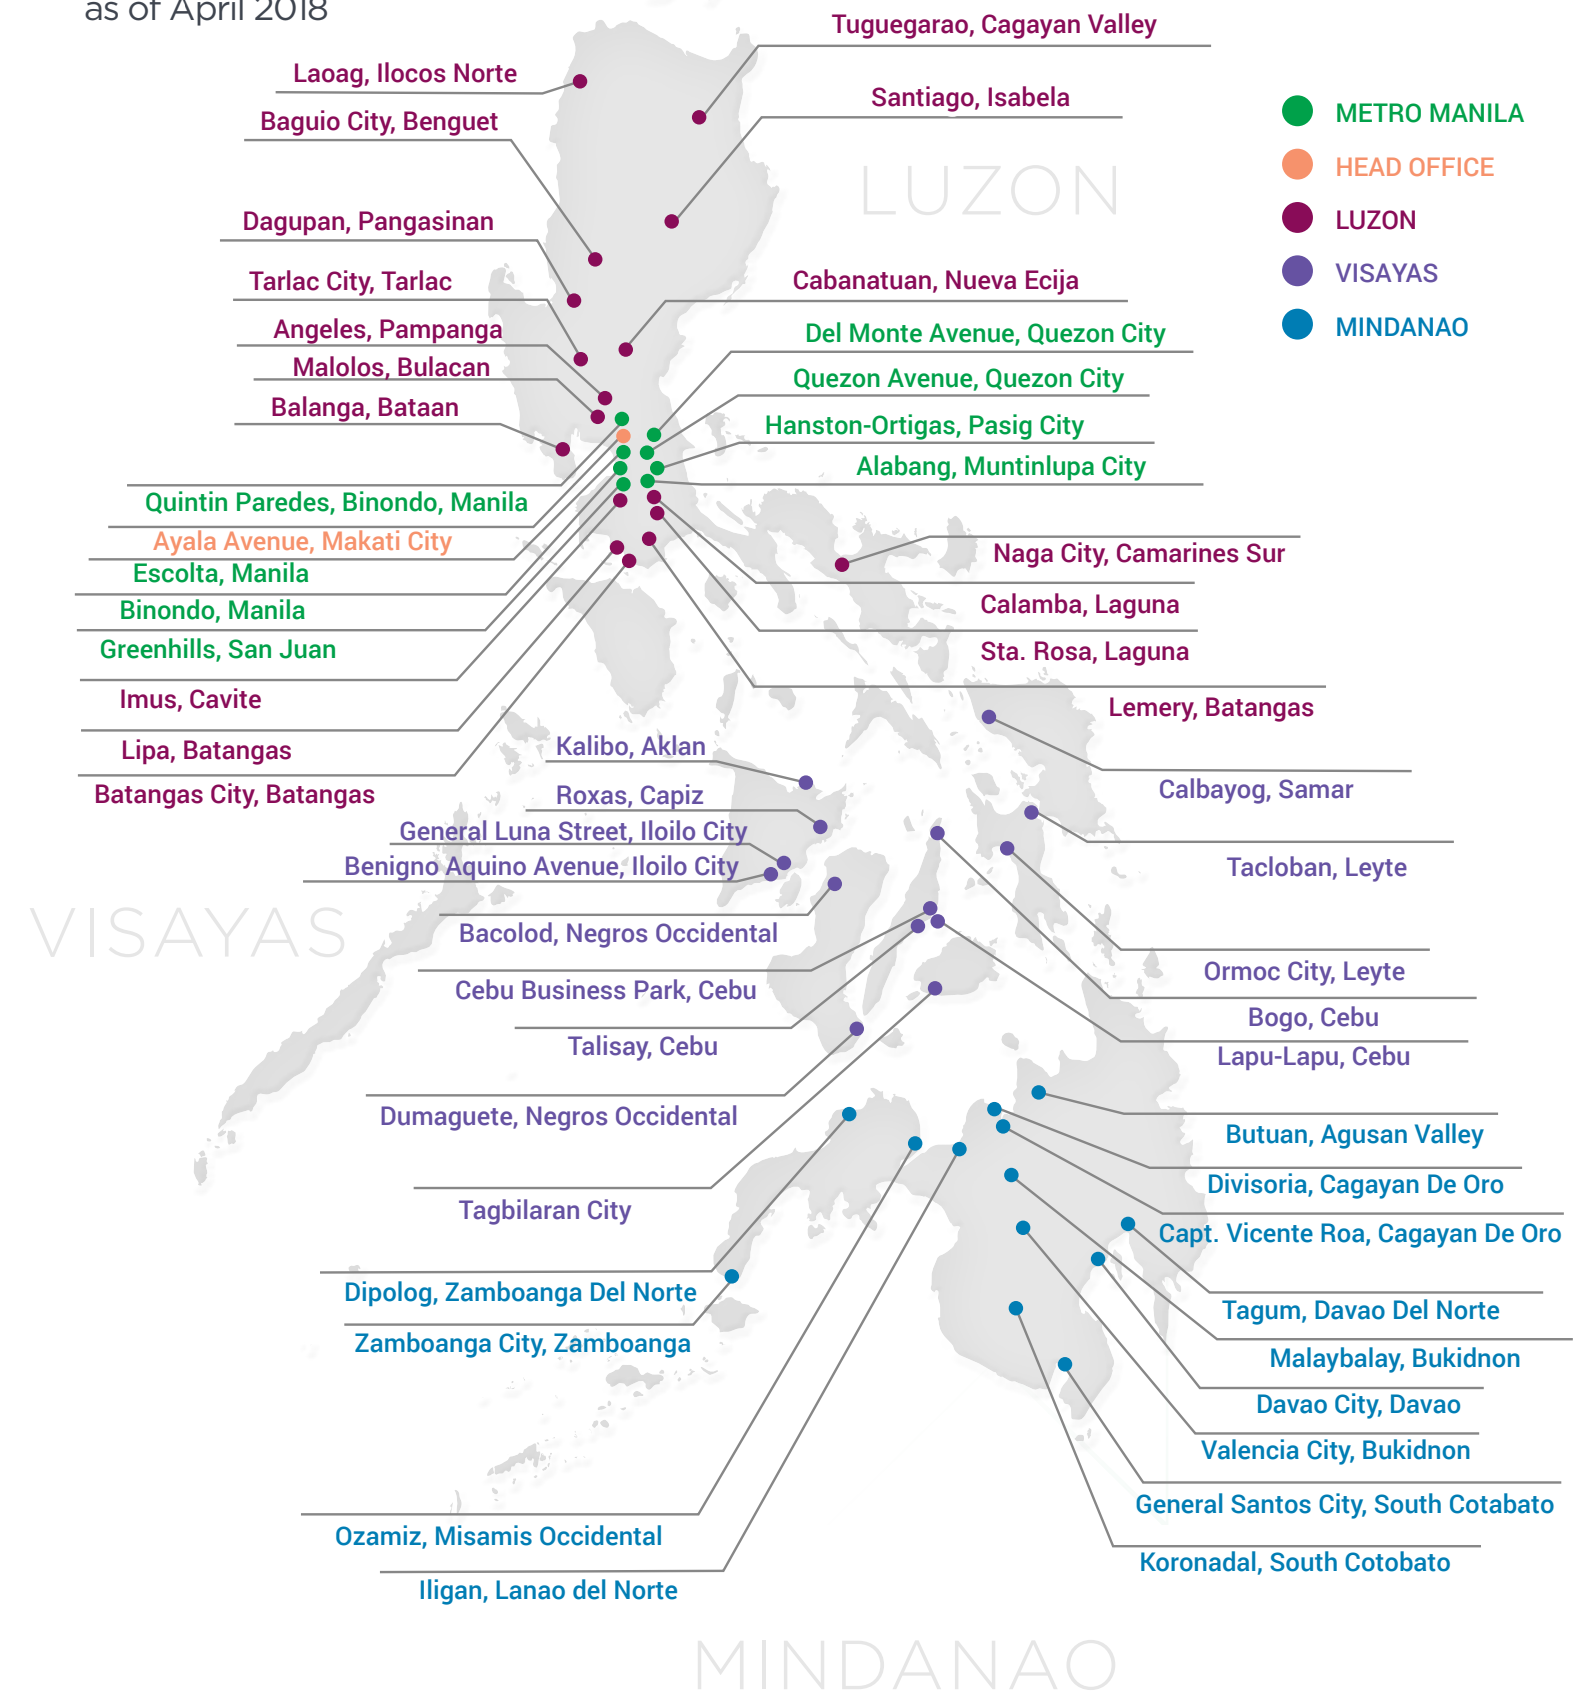 as of April 2018
Tuguegarao, Cagayan Valley
Laoag, Ilocos Norte
Santiago, Isabela
Baguio City, Benguet
METRO MANILA
HEAD OFFICE
LUZON
VISAYAS
MINDANAO
LUZON
Dagupan, Pangasinan
Tarlac City, Tarlac
Cabanatuan, Nueva Ecija
Angeles, Pampanga
Del Monte Avenue, Quezon City
Malolos, Bulacan
Quezon Avenue, Quezon City
Balanga, Bataan
Hanston-Ortigas, Pasig City
Alabang, Muntinlupa City
Quintin Paredes, Binondo, Manila
Ayala Avenue, Makati City
Naga City, Camarines Sur
Escolta, Manila
Calamba, Laguna
Binondo, Manila
Greenhills, San Juan
Sta. Rosa, Laguna
Imus, Cavite
Lemery, Batangas
Lipa, Batangas
Kalibo, Aklan
Batangas City, Batangas
Calbayog, Samar
Roxas, Capiz
General Luna Street, Iloilo City
Benigno Aquino Avenue, Iloilo City
Tacloban, Leyte
VISAYAS
Bacolod, Negros Occidental
Ormoc City, Leyte
Cebu Business Park, Cebu
Bogo, Cebu
Talisay, Cebu
Lapu-Lapu, Cebu
Dumaguete, Negros Occidental
Butuan, Agusan Valley
Divisoria, Cagayan De Oro
Tagbilaran City
Capt. Vicente Roa, Cagayan De Oro
Dipolog, Zamboanga Del Norte
Tagum, Davao Del Norte
Zamboanga City, Zamboanga
Malaybalay, Bukidnon
Davao City, Davao
Valencia City, Bukidnon
General Santos City, South Cotabato
Ozamiz, Misamis Occidental
Koronadal, South Cotobato
Iligan, Lanao del Norte
MINDANAO